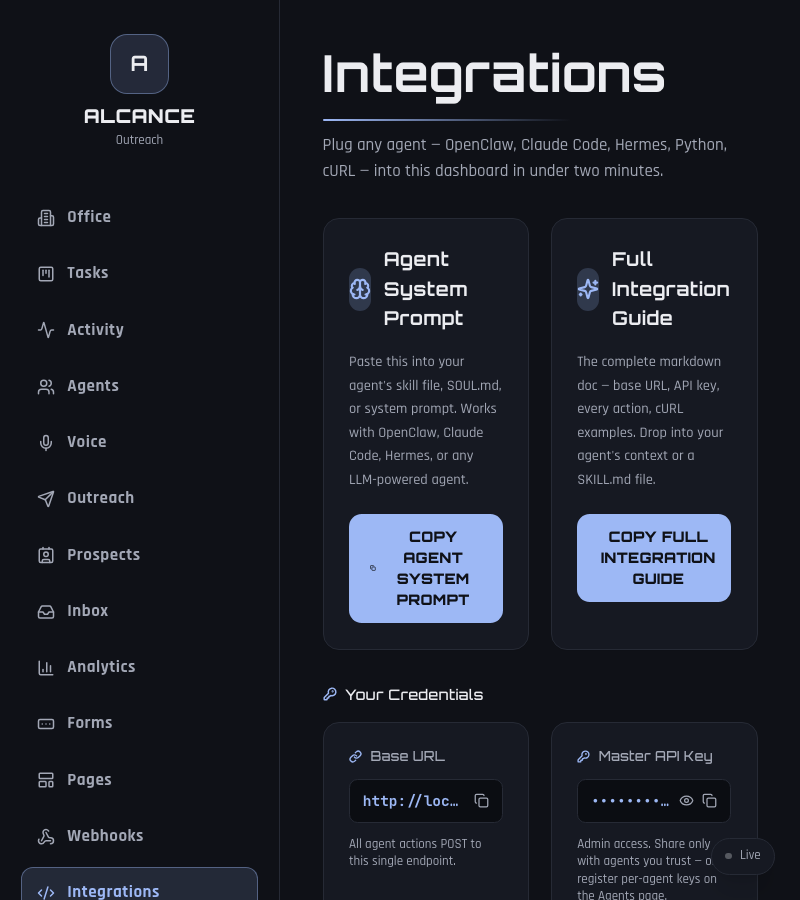 A
ALCANCE
Outreach
Office
Tasks
Activity
Agents
Voice
Outreach
Prospects
Inbox
Analytics
Forms
Pages
Webhooks
Integrations
Integrations
Plug any agent — OpenClaw, Claude Code, Hermes, Python,
cURL — into this dashboard in under two minutes.
Agent
System
Prompt
Paste this into your
agent's skill file, SOUL.md,
or system prompt. Works
with OpenClaw, Claude
Code, Hermes, or any
LLM-powered agent.
COPY
AGENT
SYSTEM
PROMPT
Full
Integration
Guide
The complete markdown
doc — base URL, API key,
every action, cURL
examples. Drop into your
agent's context or a
SKILL.md file.
COPY FULL
INTEGRATION
GUIDE
Your Credentials
Base URL
http://loc…
All agent actions POST to
this single endpoint.
Master API Key
••••••••…
Admin access. Share only
with agents you trust —
register per-agent keys on
the Agents page.
Live